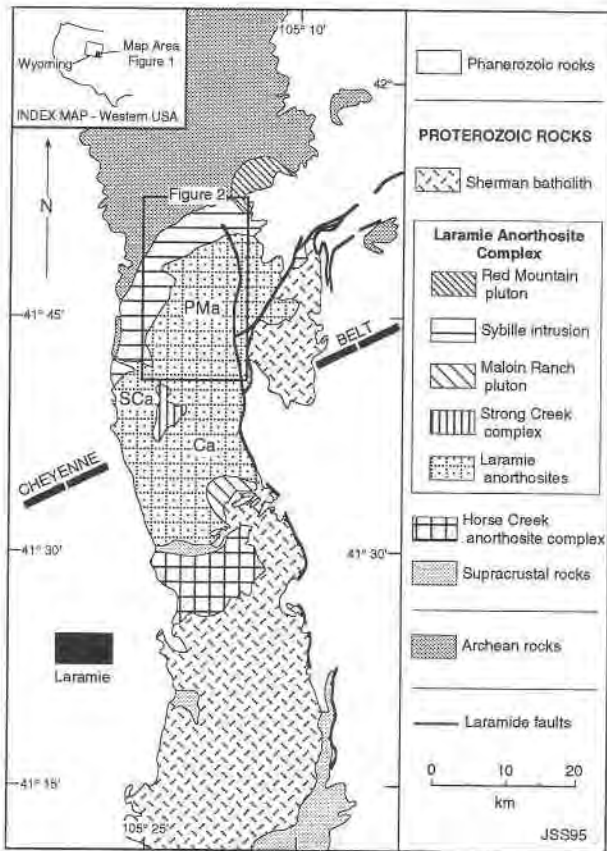 Wyoming
Map Area
Figure 1
INDEX MAP - Western USA
105° 10'
42°
N
Figure 2
41° 45'
PMa
BELT
SCa
Ca
CHEYENNE
41° 30'
41° 30'
Laramie
41° 15'
105° 25'
Phanerozoic rocks
PROTEROZOIC ROCKS
Sherman batholith
Laramie Anorthosite
Complex
Red Mountain
pluton
Sybille intrusion
Maloin Ranch
pluton
Strong Creek
complex
Laramie
anorthosites
Horse Creek
anorthosite complex
Supracrustal rocks
Archean rocks
Laramide faults
0 10 20
km
JSS95